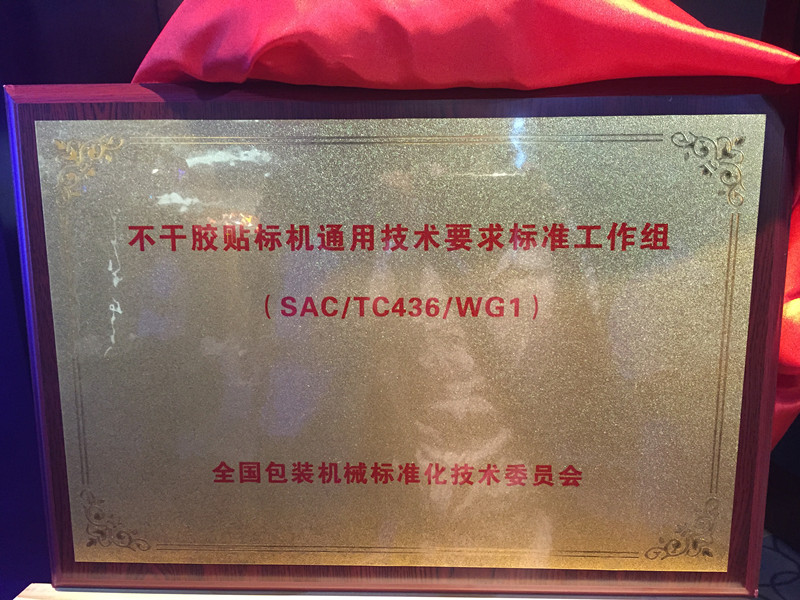 不干胶贴标机通用技术要求标准工作组
（SAC/TC436/WG1）
全国包装机械标准化技术委员会